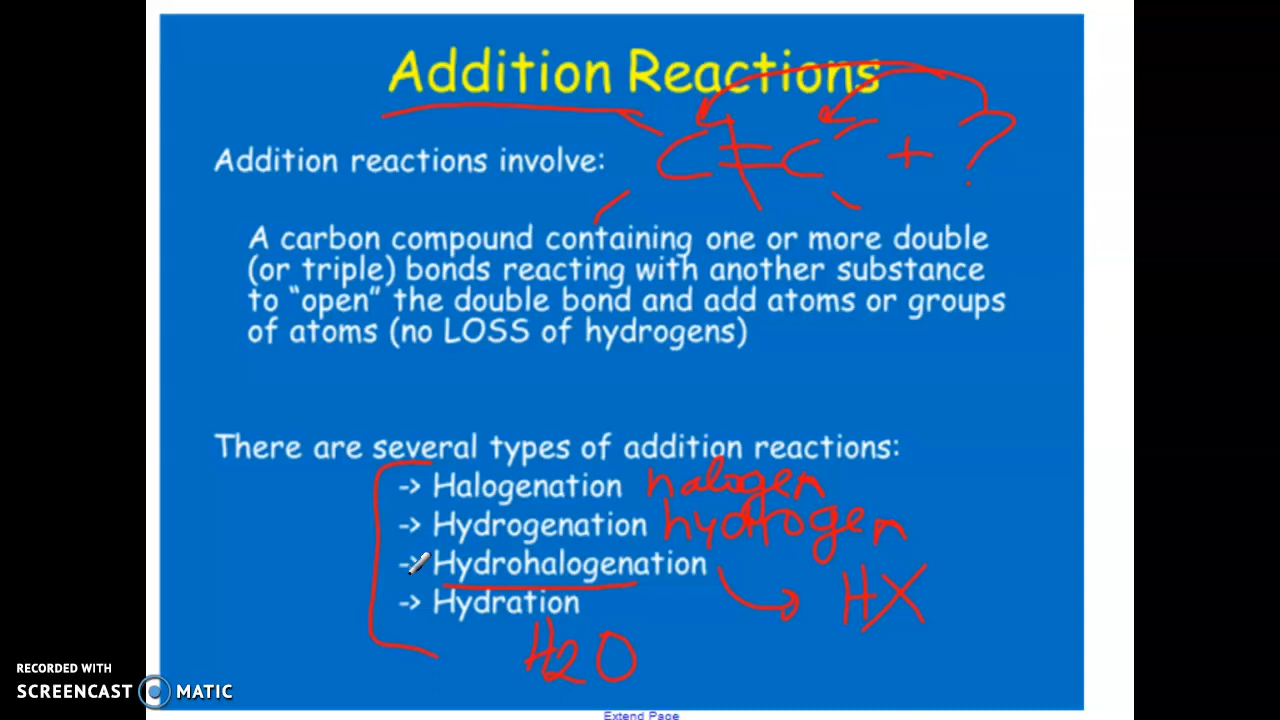 Addition Reactions
Addition reactions involve: C=C + ?
A carbon compound containing one or more double
(or triple) bonds reacting with another substance
to “open” the double bond and add atoms or groups
of atoms (no LOSS of hydrogens)
There are several types of addition reactions:
-> Halogenation halogen
-> Hydrogenation hydrogen
-> Hydrohalogenation HX
-> Hydration
H2O
RECORDED WITH
SCREENCAST MATIC
Extend Page